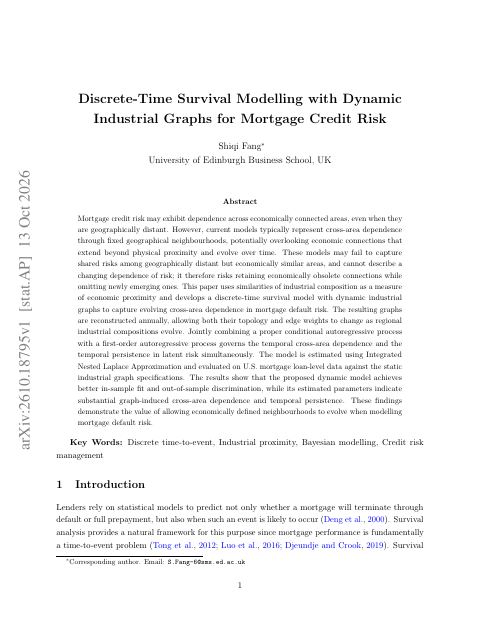 Discrete-Time Survival Modelling with Dynamic
Industrial Graphs for Mortgage Credit Risk
Shiqi Fang*
University of Edinburgh Business School, UK
arXiv:2610.18795v1 [stat.AP] 13 Oct 2026
Abstract
Mortgage credit risk may exhibit dependence across economically connected areas, even when they
are geographically distant. However, current models typically represent cross-area dependence
through fixed geographical neighbourhoods, potentially overlooking economic connections that
extend beyond physical proximity and evolve over time. These models may fail to capture
shared risks among geographically distant but economically similar areas, and cannot describe a
changing dependence of risk; it therefore risks retaining economically obsolete connections while
omitting newly emerging ones. This paper uses similarities of industrial composition as a measure
of economic proximity and develops a discrete-time survival model with dynamic industrial
graphs to capture evolving cross-area dependence in mortgage default risk. The resulting graphs
are reconstructed annually, allowing both their topology and edge weights to change as regional
industrial compositions evolve. Jointly combining a proper conditional autoregressive process
with a first-order autoregressive process governs the temporal cross-area dependence and the
temporal persistence in latent risk simultaneously. The model is estimated using Integrated
Nested Laplace Approximation and evaluated on U.S. mortgage loan-level data against the static
industrial graph specifications. The results show that the proposed dynamic model achieves
better in-sample fit and out-of-sample discrimination, while its estimated parameters indicate
substantial graph-induced cross-area dependence and temporal persistence. These findings
demonstrate the value of allowing economically defined neighbourhoods to evolve when modelling
mortgage default risk.
Key Words: Discrete time-to-event, Industrial proximity, Bayesian modelling, Credit risk
management
1 Introduction
Lenders rely on statistical models to predict not only whether a mortgage will terminate through
default or full prepayment, but also when such an event is likely to occur (Deng et al., 2000). Survival
analysis provides a natural framework for this purpose since mortgage performance is fundamentally
a time-to-event problem (Tong et al., 2012; Luo et al., 2016; Djeundje and Crook, 2019). Survival
*Corresponding author. Email: S.Fang-6@sms.ed.ac.uk
1